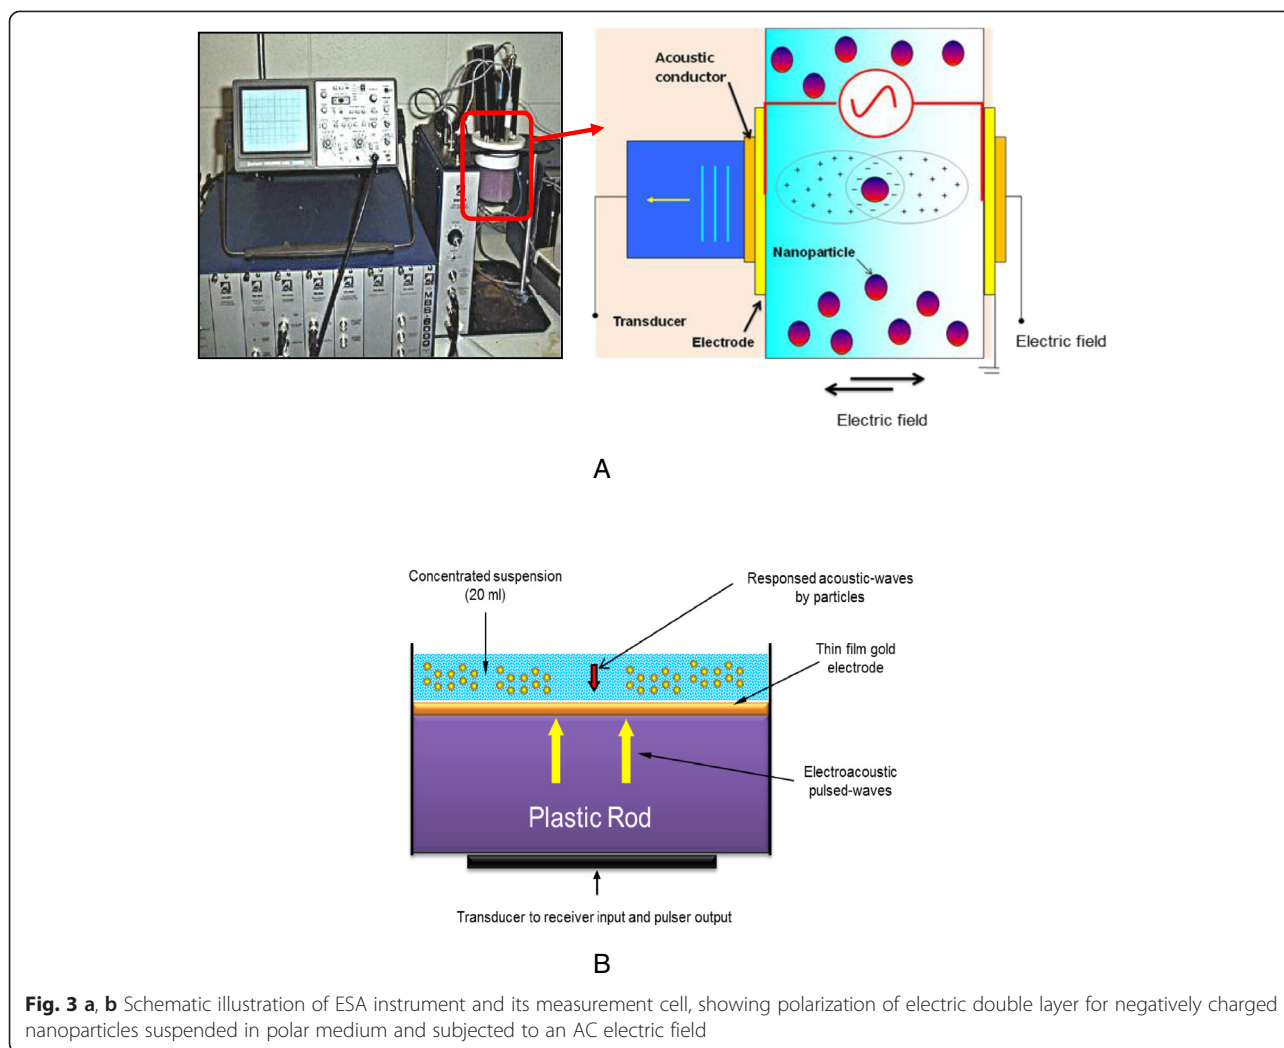 Acoustic
conductor
Nanoparticle
Transducer
Electrode
Electric field
Electric field
A
Concentrated suspension
(20 ml)
Responsed acoustic-waves
by particles
Thin film gold
electrode
Electroacoustic
pulsed-waves
Plastic Rod
Transducer to receiver input and pulser output
B
Fig. 3 a, b Schematic illustration of ESA instrument and its measurement cell, showing polarization of electric double layer for negatively charged
nanoparticles suspended in polar medium and subjected to an AC electric field